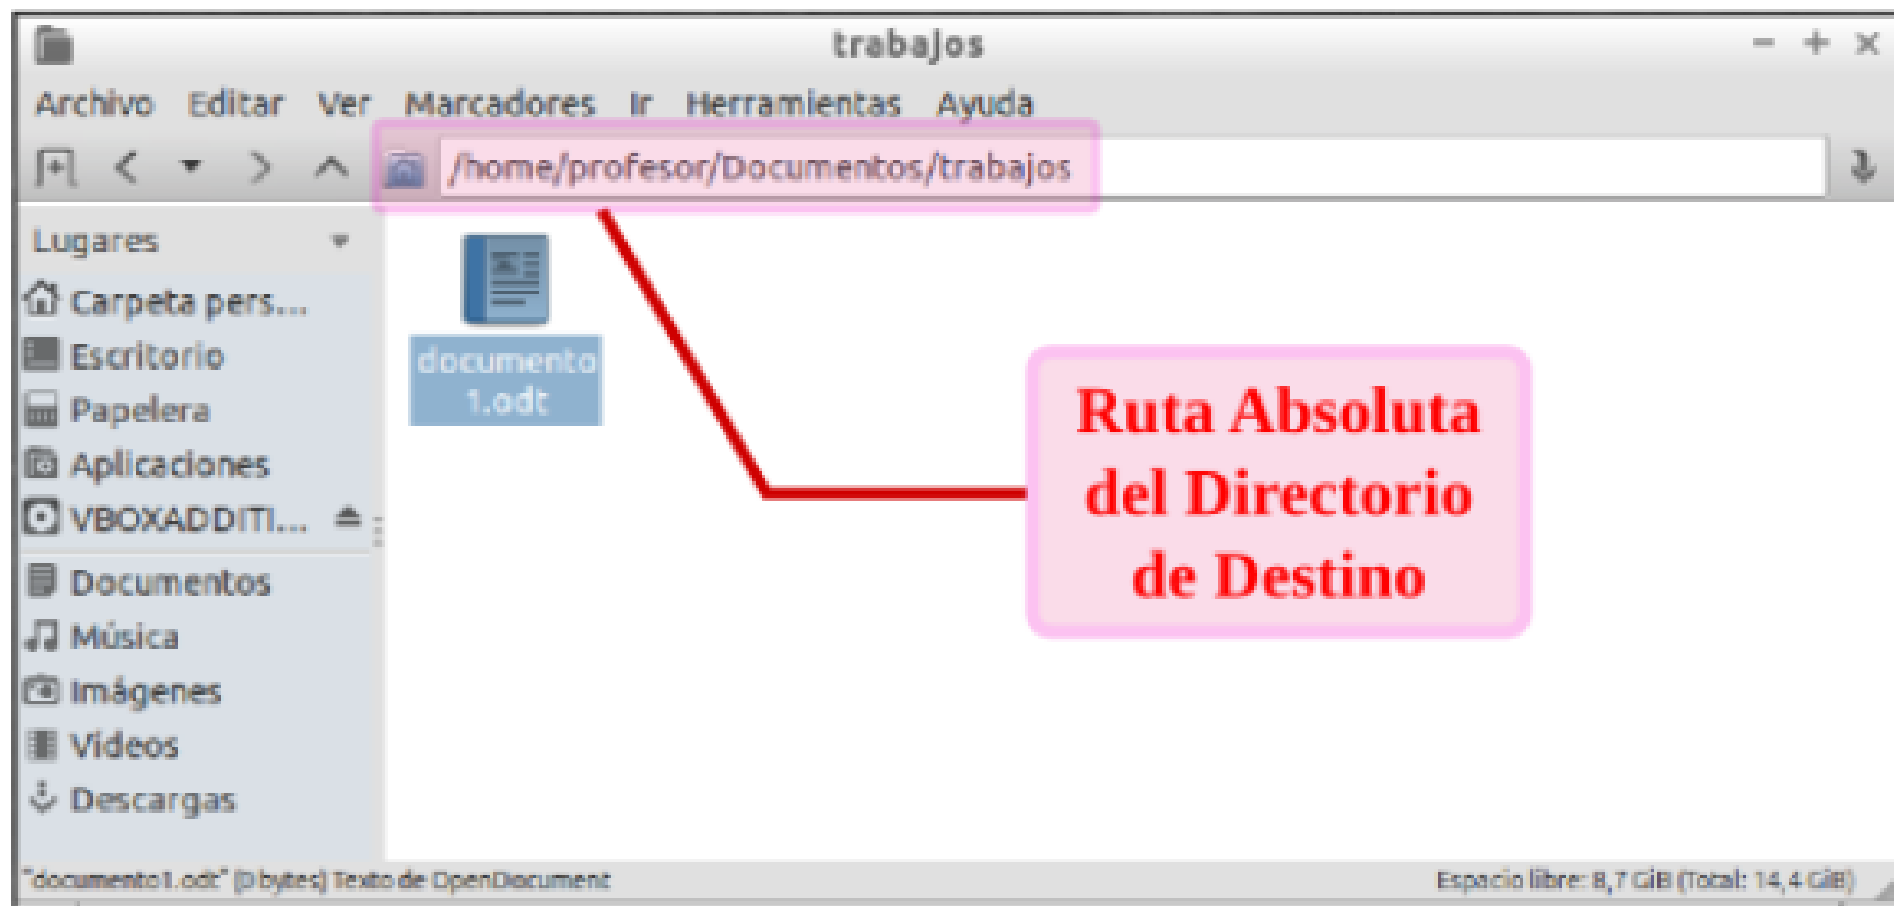 trabajos
Archivo Editar Ver Marcadores Ir Herramientas Ayuda
/home/profesor/Documentos/trabajos
Lugares
Carpeta pers...
Escritorio
Papelera
Aplicaciones
VBOXADDITI...
Documentos
Música
Imágenes
Vídeos
Descargas
documento
1.odt
Ruta Absoluta
del Directorio
de Destino
"documento1.odt" (0 bytes) Texto de OpenDocument
Espacio libre: 8,7 GiB (Total: 14,4 GiB)